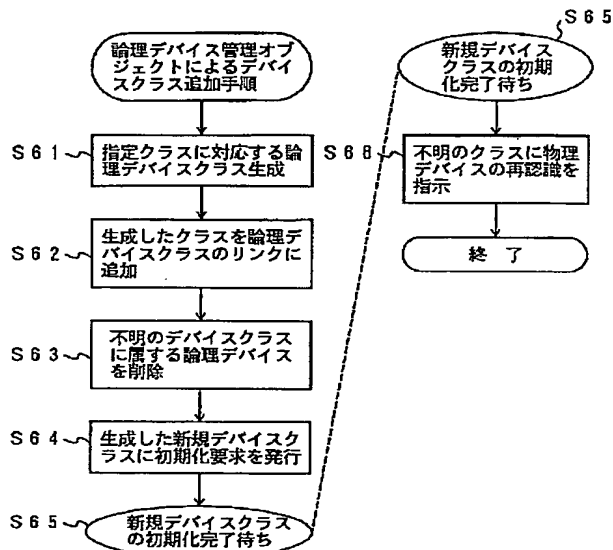 論理デバイス管理オブ
ジェクトによるデバイ
スクラス追加手順
S61
指定クラスに対応する論
理デバイスクラス生成
S62
生成したクラスを論理デ
バイスクラスのリンクに
追加
S63
不明のデバイスクラス
に属する論理デバイス
を削除
S64
生成した新規デバイスク
ラスに初期化要求を発行
S65
新規デバイスクラス
の初期化完了待ち
S65
新規デバイス
クラスの初期
化完了待ち
S68
不明のクラスに物理
デバイスの再認識を
指示
終 了